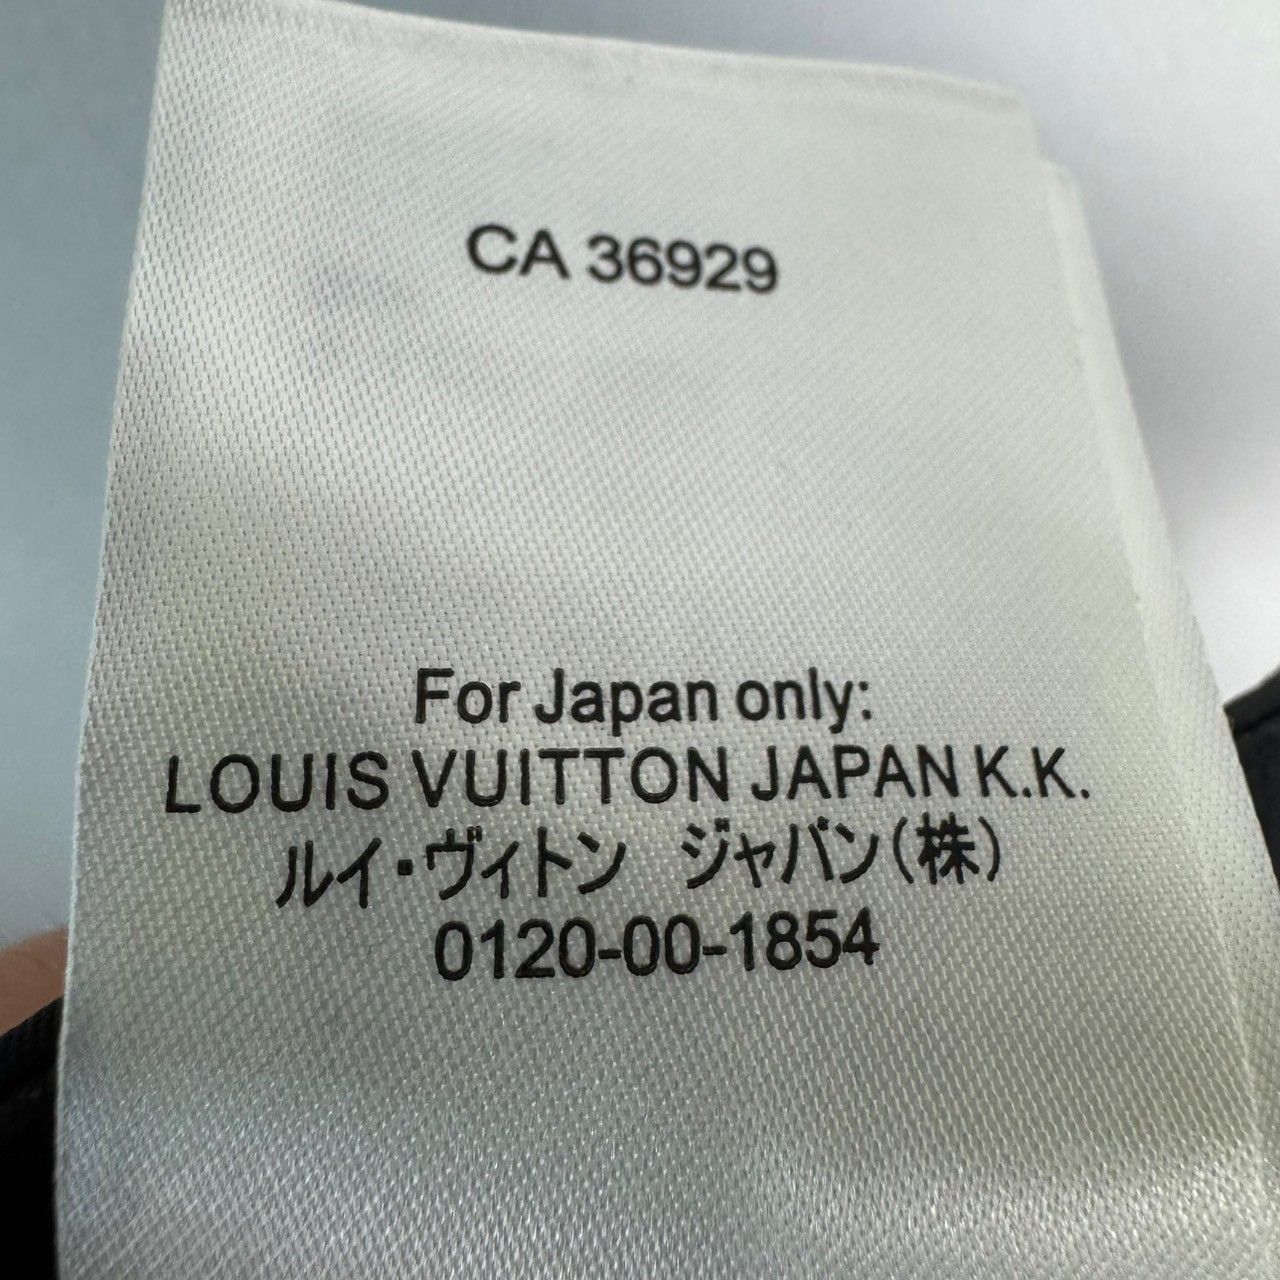 CA 36929
For Japan only:
LOUIS VUITTON JAPAN K.K.
ルイ・ヴィトン　ジャパン（株）
0120-00-1854